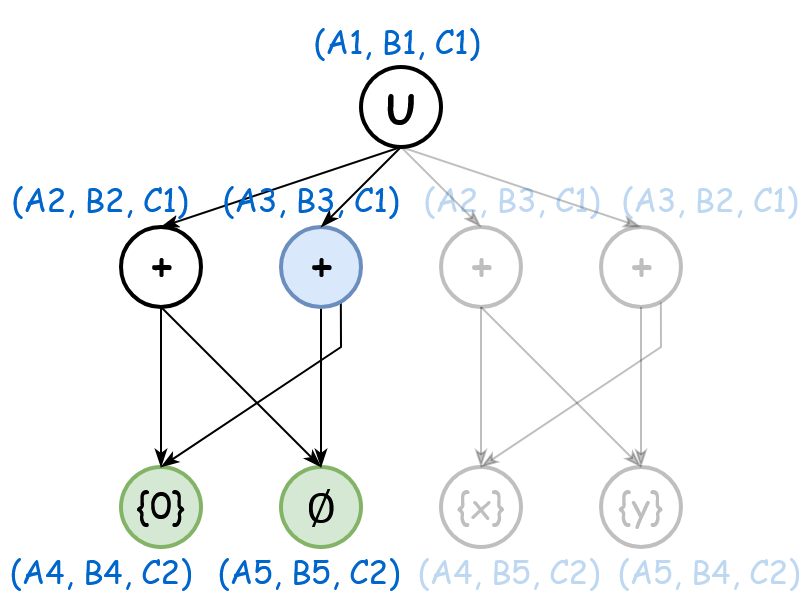 (A1, B1, C1)
∪
(A2, B2, C1) (A3, B3, C1) (A2, B3, C1) (A3, B2, C1)
+ + + +
{0} ∅ {x} {y}
(A4, B4, C2) (A5, B5, C2) (A4, B5, C2) (A5, B4, C2)